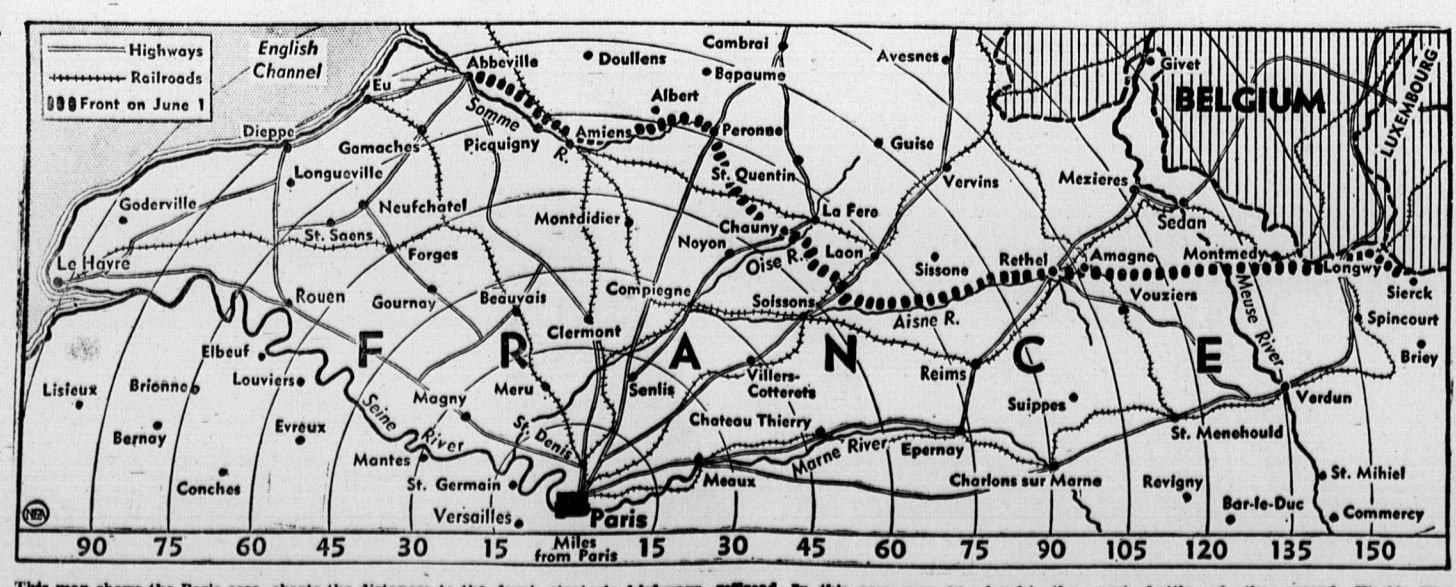 Highways
Railroads
Front on June 1
English
Channel
Abbeville
Doullens
Cambrai
Bapaume
Avesnes
Givet
BELGIUM
LUXEMBOURG
Eu
Somme
R.
Albert
Dieppe
Gamaches
Picquigny
Amiens
Peronne
Guise
Longueville
St. Quentin
Vervins
Mezieres
Goderville
Neufchatel
Montdidier
La Fere
Sedan
St. Saens
Chauny
Noyon
Laon
Le Havre
Forges
Oise R.
Sissone
Rethel
Amagne
Montmedy
Longwy
Rouen
Gournay
Beauvais
Compiegne
Soissons
Aisne R.
Vouziers
Meuse River
Sierck
Clermont
Spincourt
FRANCE
Elbeuf
Briey
Lisieux
Brionne
Louviers
Meru
Senlis
Villers-
Cotterets
Reims
Magny
Suippes
Verdun
Bernay
Evreux
Seine River
St. Denis
Chateau Thierry
Marne River
Epernay
St. Menehould
Mantes
Conches
St. Germain
Meaux
Charlons sur Marne
Revigny
St. Mihiel
Versailles
Paris
Bar-le-Duc
Commercy
NEA
90 75 60 45 30 15 Miles from Paris 15 30 45 60 75 90 105 120 135 150